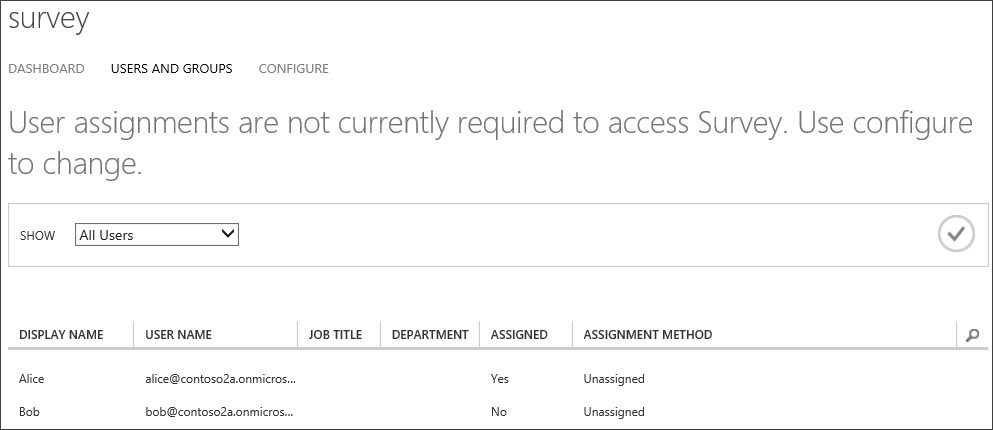 survey
DASHBOARD USERS AND GROUPS CONFIGURE
User assignments are not currently required to access Survey. Use configure
to change.
SHOW All Users
DISPLAY NAME USER NAME JOB TITLE DEPARTMENT ASSIGNED ASSIGNMENT METHOD
Alice alice@contoso2a.onmicros... Yes Unassigned
Bob bob@contoso2a.onmicros... No Unassigned